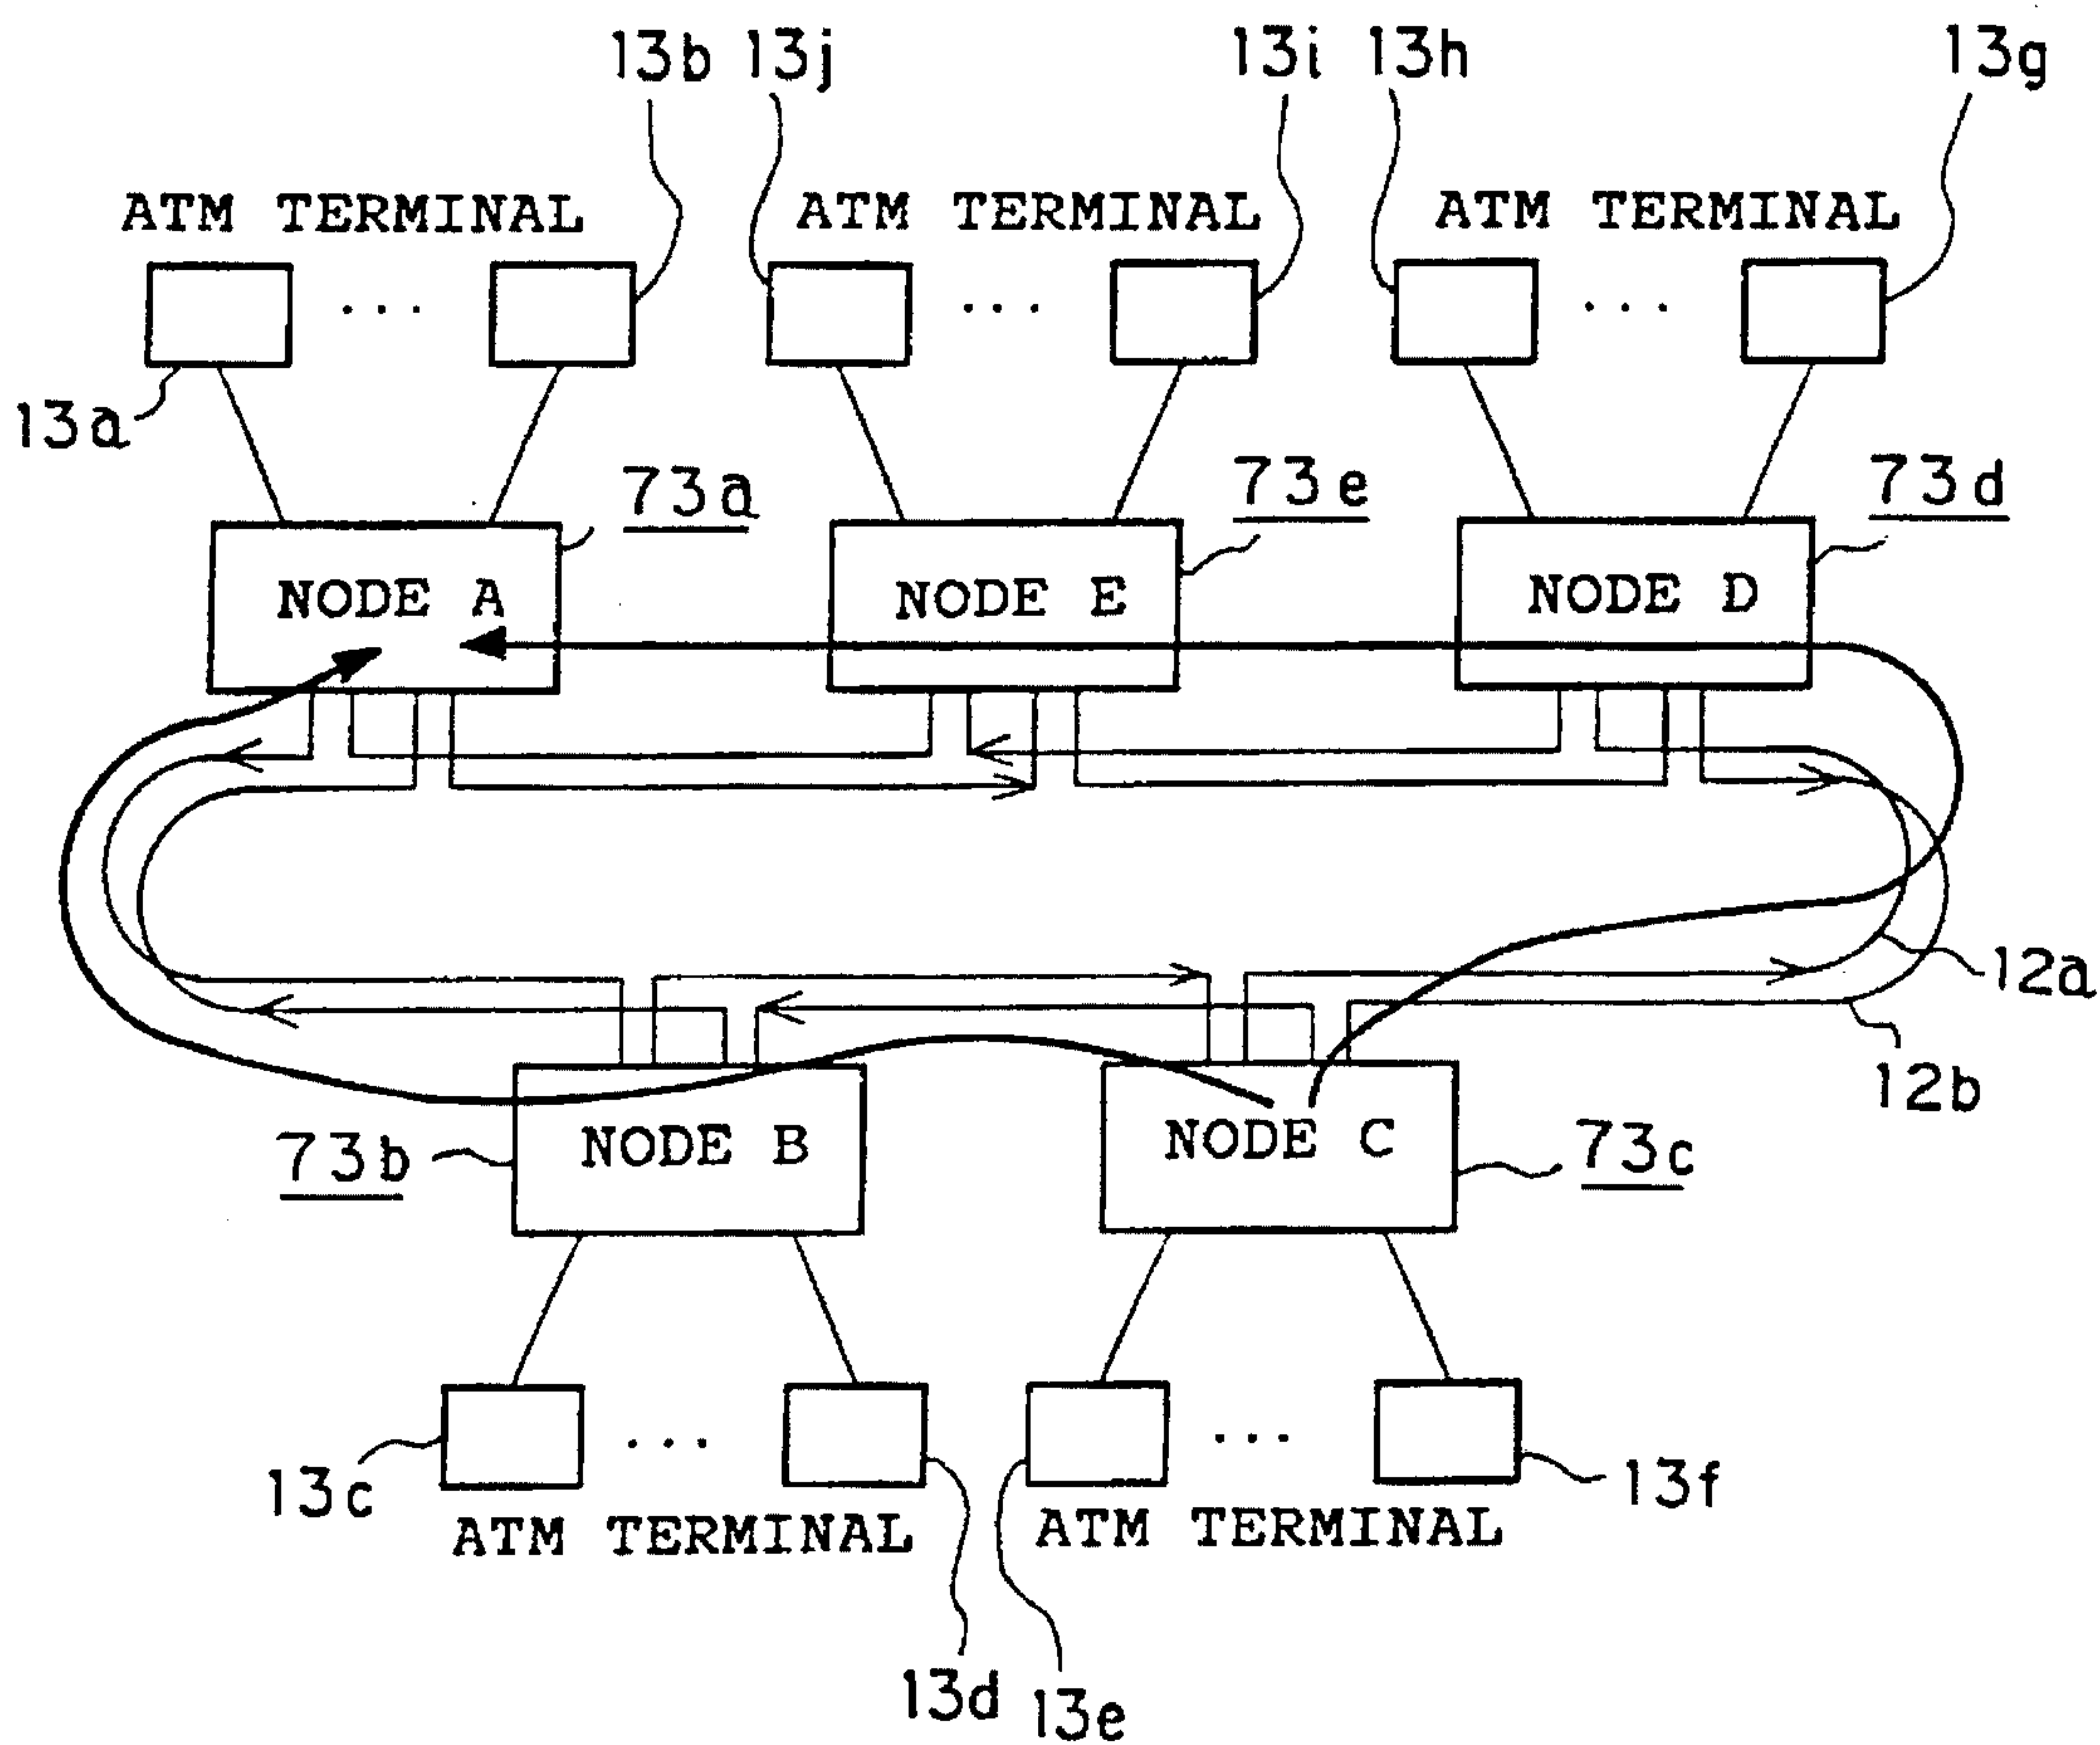 13b 13j 13i 13h 13g
ATM TERMINAL ATM TERMINAL ATM TERMINAL
... ... ...
13a
73a 73e 73d
NODE A NODE E NODE D
12a
12b
NODE B NODE C
73b 73c
... ...
13c 13f
ATM TERMINAL ATM TERMINAL
13d 13e